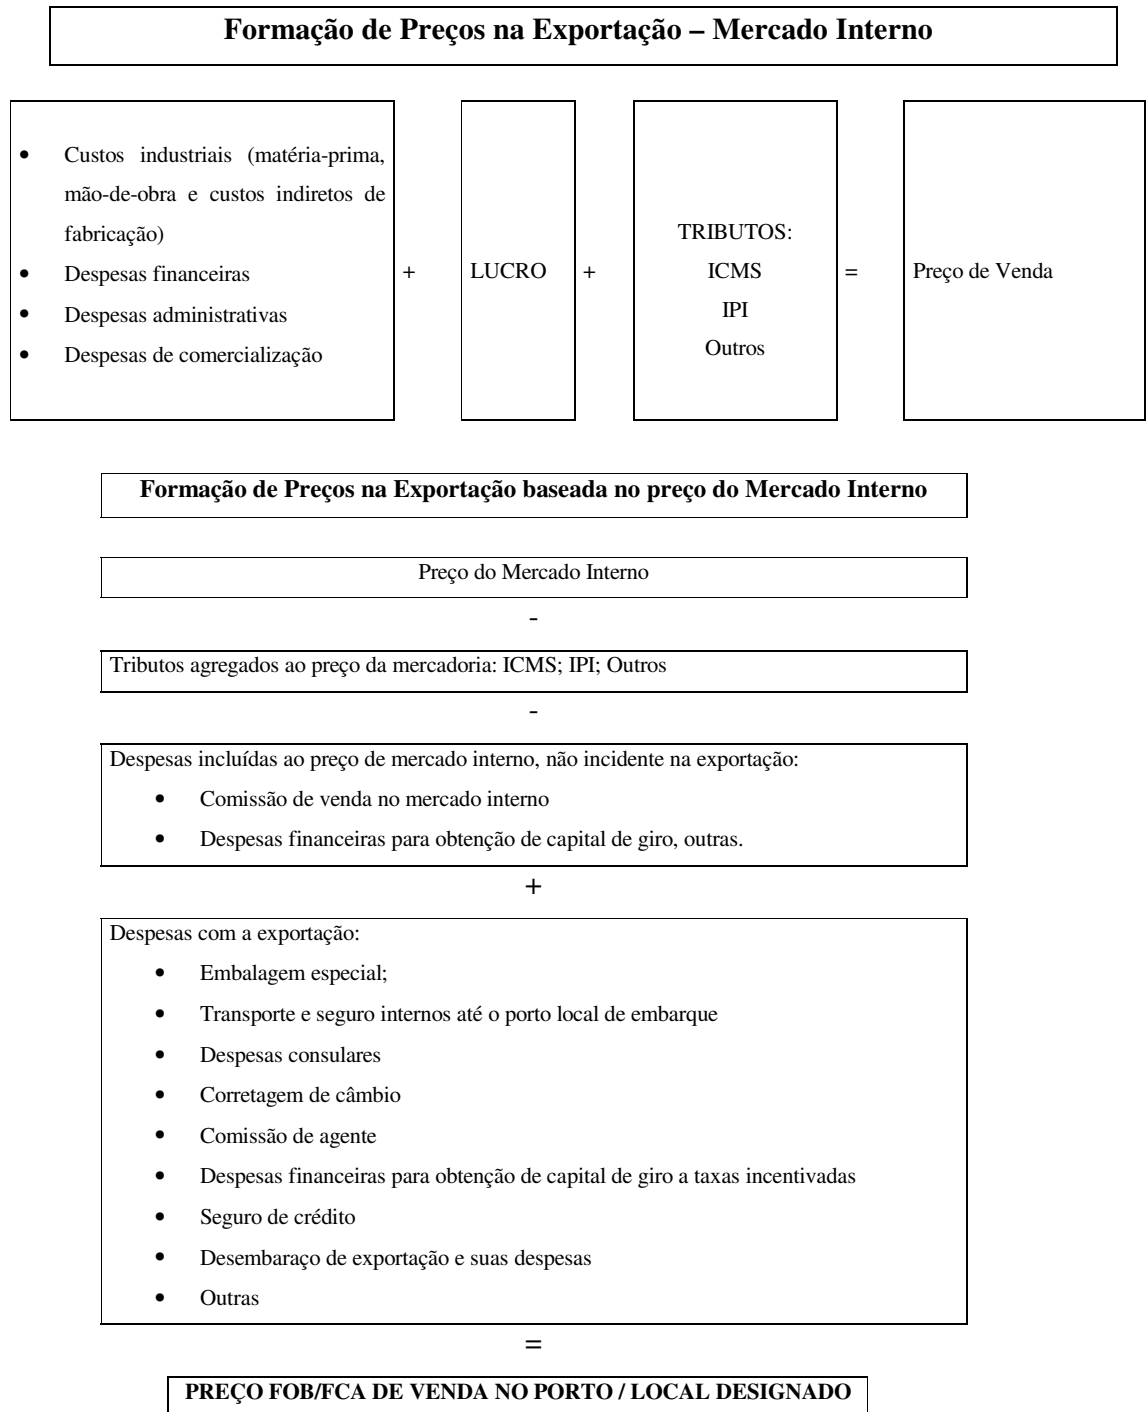 Formação de Preços na Exportação – Mercado Interno
• Custos industriais (matéria-prima,
mão-de-obra e custos indiretos de
fabricação)
• Despesas financeiras
• Despesas administrativas
• Despesas de comercialização
+
LUCRO
+
TRIBUTOS:
ICMS
IPI
Outros
=
Preço de Venda
Formação de Preços na Exportação baseada no preço do Mercado Interno
Preço do Mercado Interno
-
Tributos agregados ao preço da mercadoria: ICMS; IPI; Outros
-
Despesas incluídas ao preço de mercado interno, não incidente na exportação:
• Comissão de venda no mercado interno
• Despesas financeiras para obtenção de capital de giro, outras.
+
Despesas com a exportação:
• Embalagem especial;
• Transporte e seguro internos até o porto local de embarque
• Despesas consulares
• Corretagem de câmbio
• Comissão de agente
• Despesas financeiras para obtenção de capital de giro a taxas incentivadas
• Seguro de crédito
• Desembaraço de exportação e suas despesas
• Outras
=
PREÇO FOB/FCA DE VENDA NO PORTO / LOCAL DESIGNADO